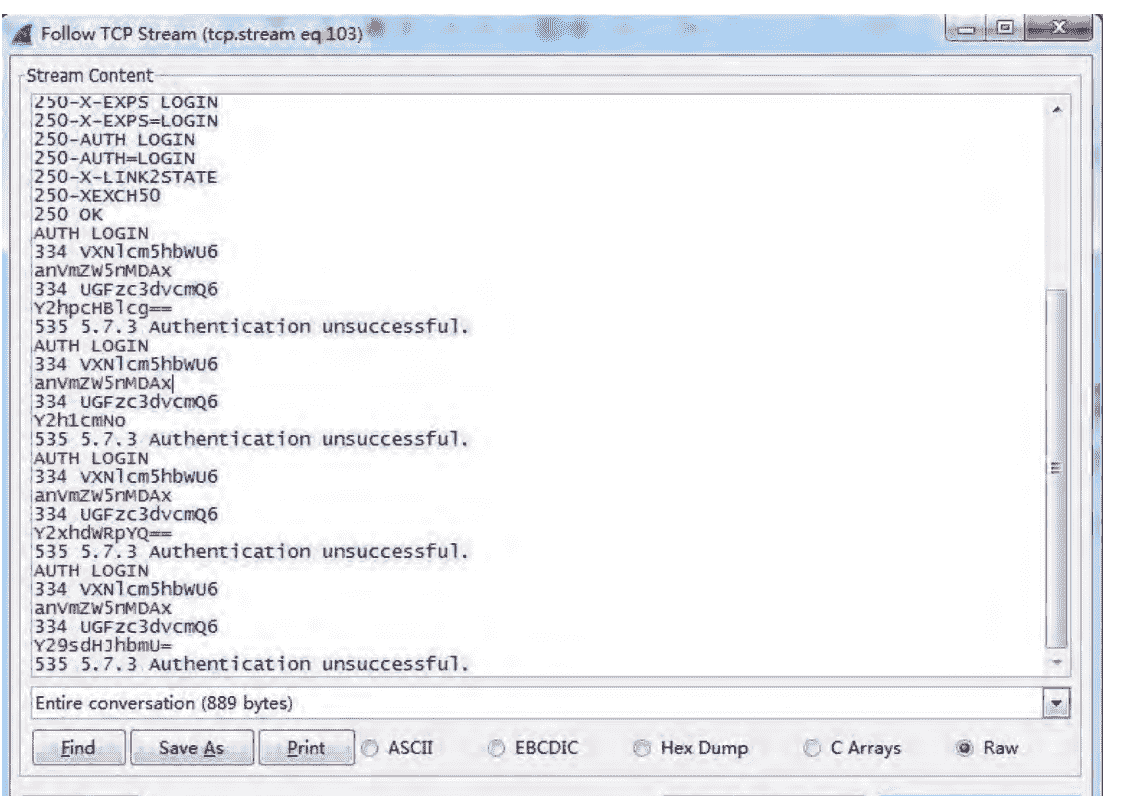 Follow TCP Stream (tcp.stream eq 103)
Stream Content
250-X-EXPS LOGIN
250-X-EXPS=LOGIN
250-AUTH LOGIN
250-AUTH=LOGIN
250-X-LINK2STATE
250-XEXCH50
250 OK
AUTH LOGIN
334 VXNlcm5hbWU6
anVmZW5nMDAx
334 UGFzc3dvcmQ6
Y2hpcHBlcg==
535 5.7.3 Authentication unsuccessful.
AUTH LOGIN
334 VXNlcm5hbWU6
anVmZW5nMDAx
334 UGFzc3dvcmQ6
Y2h1cmNo
535 5.7.3 Authentication unsuccessful.
AUTH LOGIN
334 VXNlcm5hbWU6
anVmZW5nMDAx
334 UGFzc3dvcmQ6
Y2xhdWRpYQ==
535 5.7.3 Authentication unsuccessful.
AUTH LOGIN
334 VXNlcm5hbWU6
anVmZW5nMDAx
334 UGFzc3dvcmQ6
Y29sdHJhbmU=
535 5.7.3 Authentication unsuccessful.
Entire conversation (889 bytes)
Find Save As Print ASCII EBCDIC Hex Dump C Arrays Raw